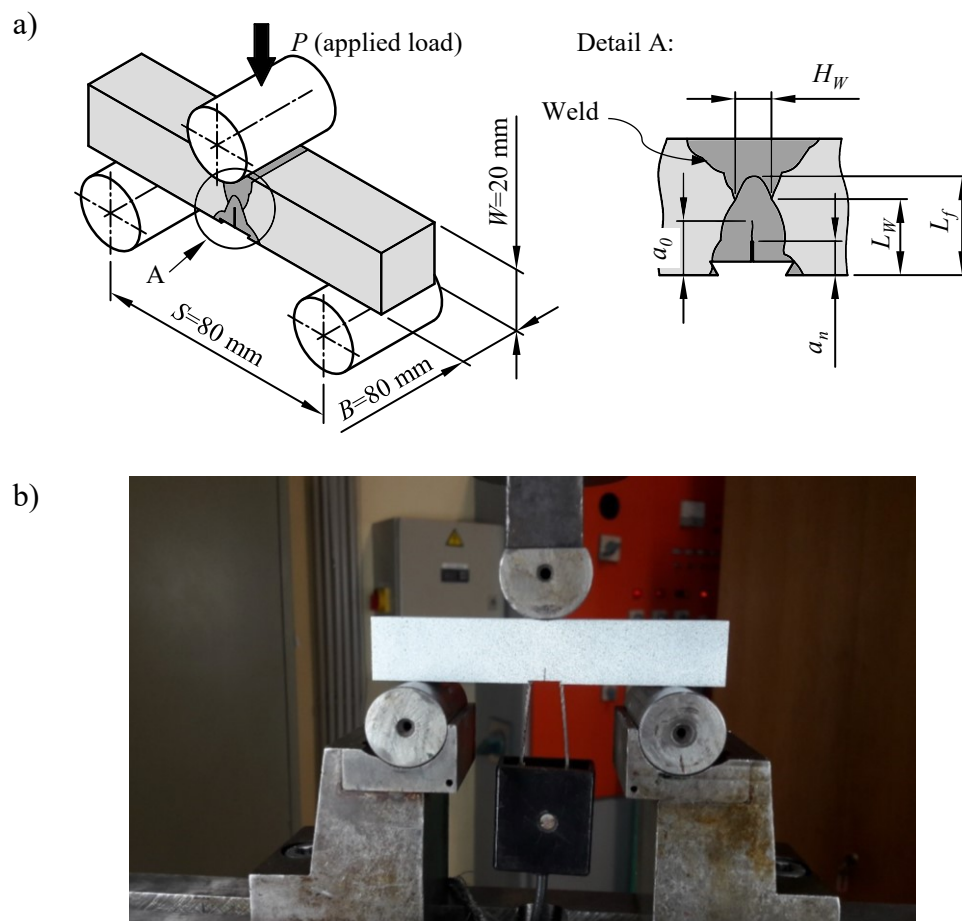 a)
P (applied load)
Detail A:
H_W
Weld
W=20 mm
a_0
L_W
L_f
A
a_n
S=80 mm
B=80 mm
b)